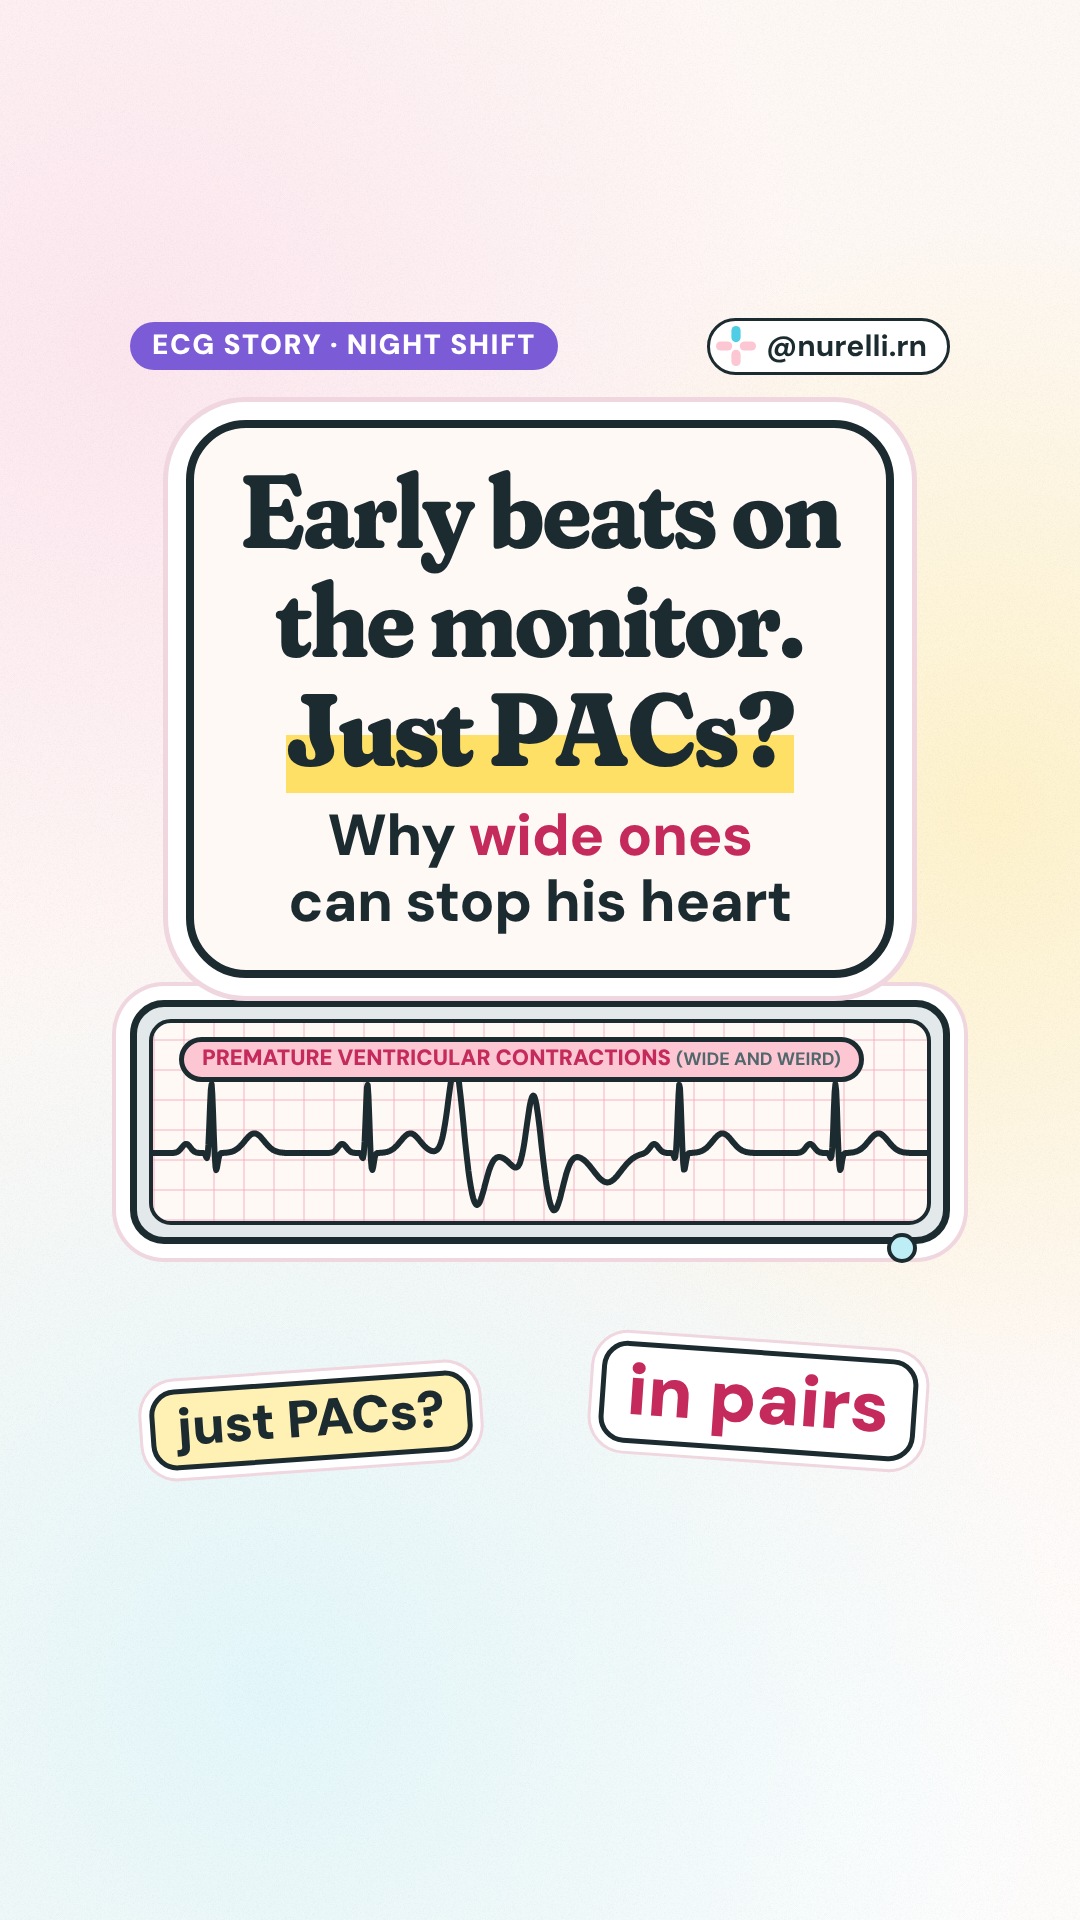 ECG STORY · NIGHT SHIFT
@nurelli.rn
Early beats on
the monitor.
Just PACs?
Why wide ones
can stop his heart
PREMATURE VENTRICULAR CONTRACTIONS (WIDE AND WEIRD)
just PACs?
in pairs